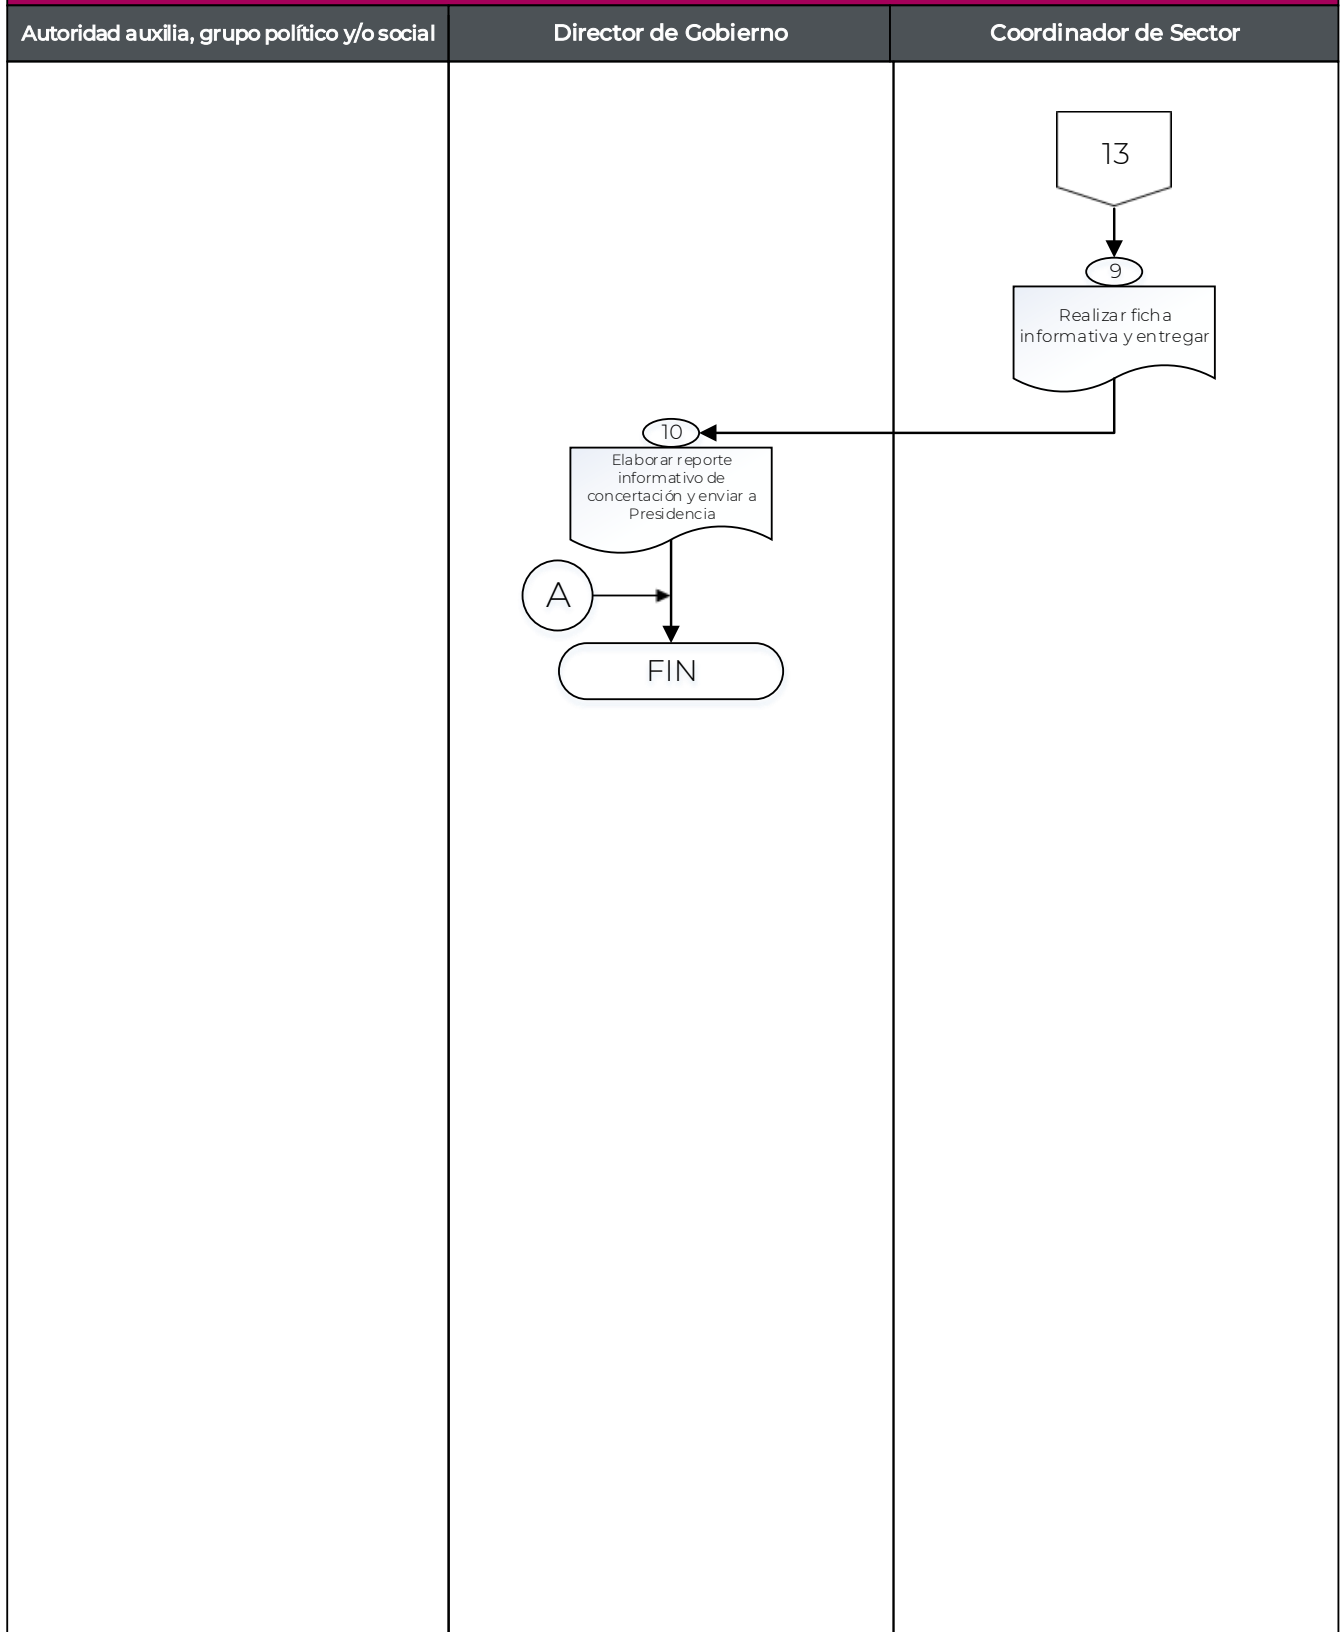 Autoridad auxilia, grupo político y/o social
Director de Gobierno
Coordinador de Sector
13
9
Realizar ficha
informativa y entregar
10
Elaborar reporte
informativo de
concertación y enviar a
Presidencia
A
FIN